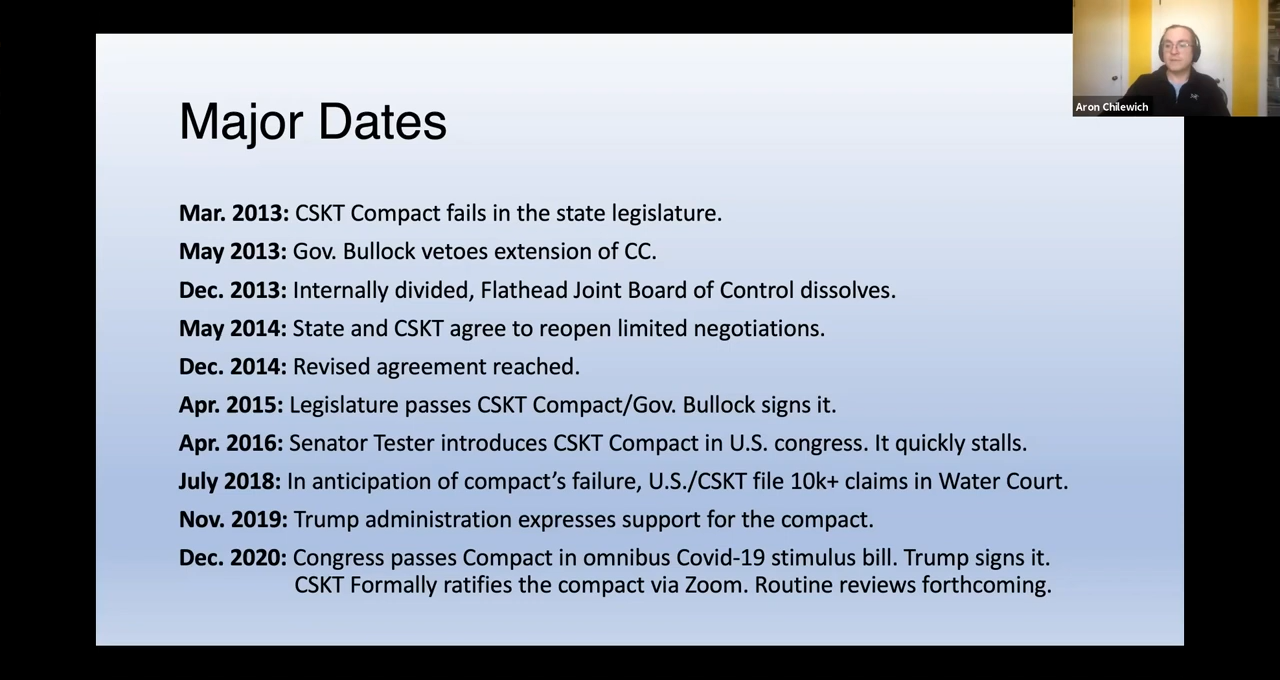 Aron Chilewich
Major Dates
Mar. 2013: CSKT Compact fails in the state legislature.
May 2013: Gov. Bullock vetoes extension of CC.
Dec. 2013: Internally divided, Flathead Joint Board of Control dissolves.
May 2014: State and CSKT agree to reopen limited negotiations.
Dec. 2014: Revised agreement reached.
Apr. 2015: Legislature passes CSKT Compact/Gov. Bullock signs it.
Apr. 2016: Senator Tester introduces CSKT Compact in U.S. congress. It quickly stalls.
July 2018: In anticipation of compact’s failure, U.S./CSKT file 10k+ claims in Water Court.
Nov. 2019: Trump administration expresses support for the compact.
Dec. 2020: Congress passes Compact in omnibus Covid-19 stimulus bill. Trump signs it.
CSKT Formally ratifies the compact via Zoom. Routine reviews forthcoming.